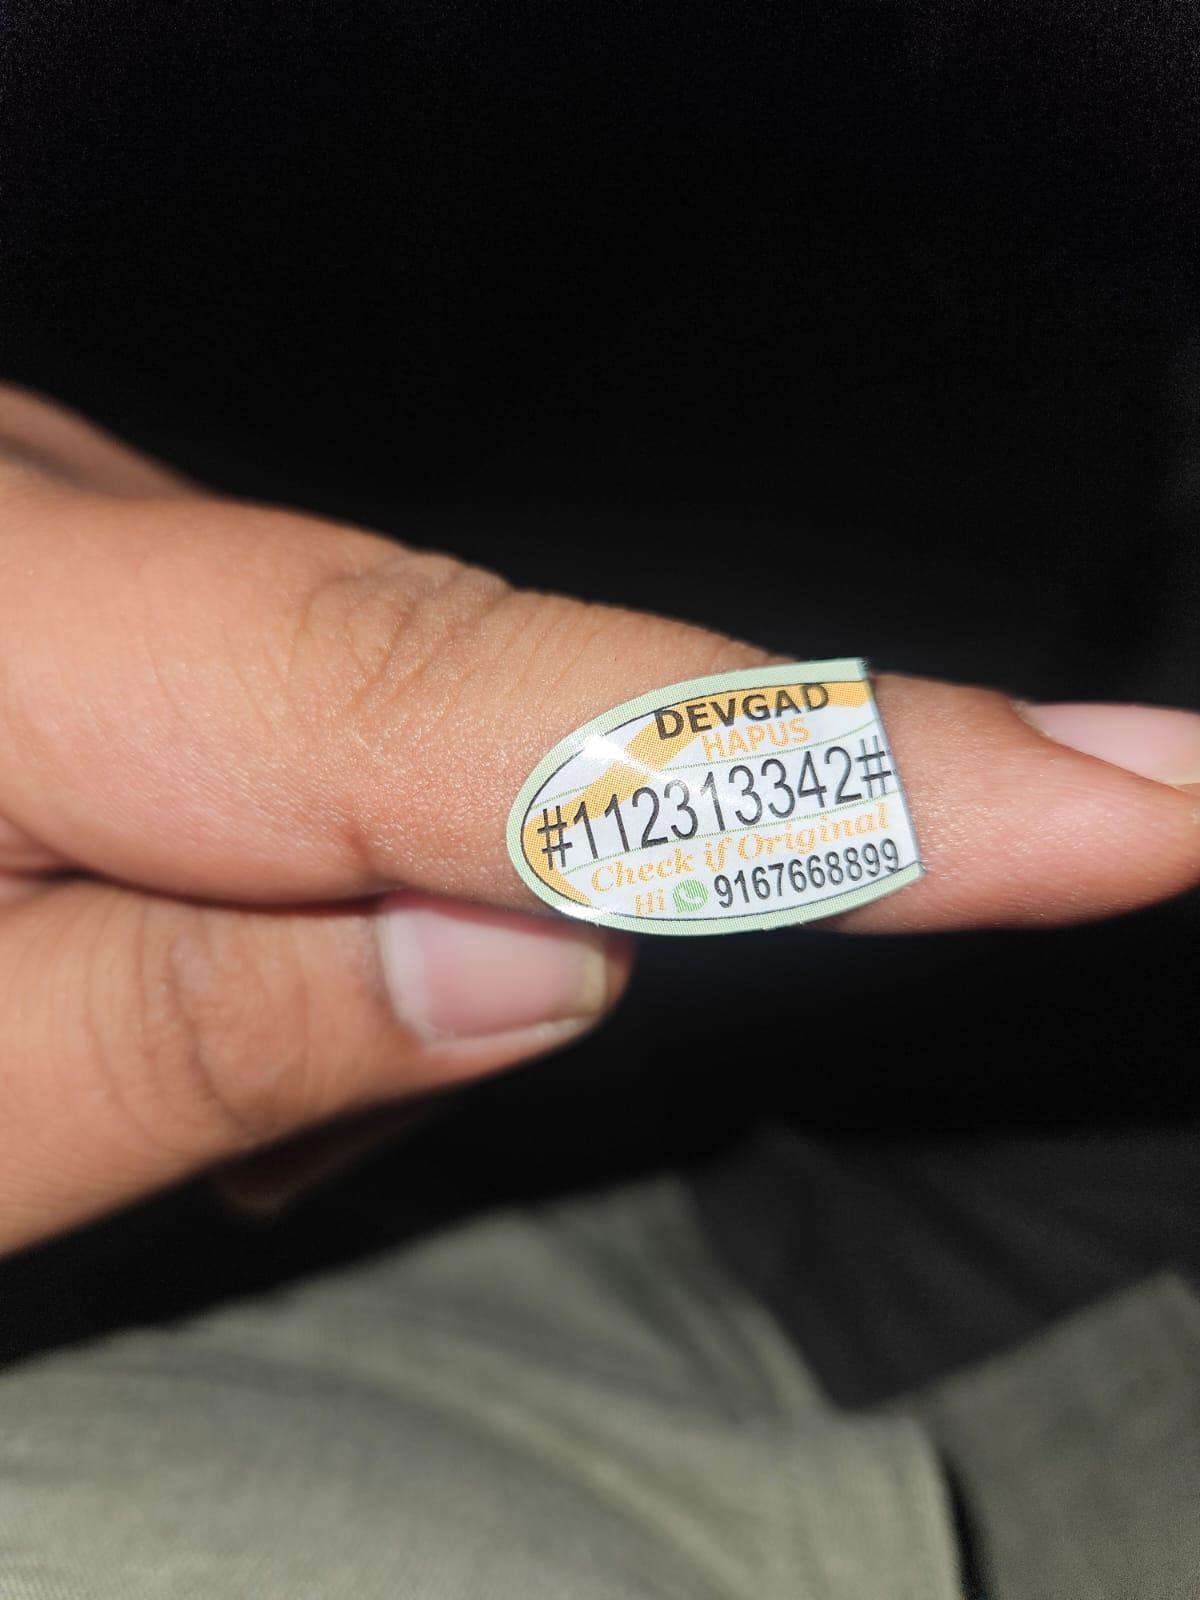 DEVGAD
HAPUS
#112313342#
Check if Original
Hi 9167668899